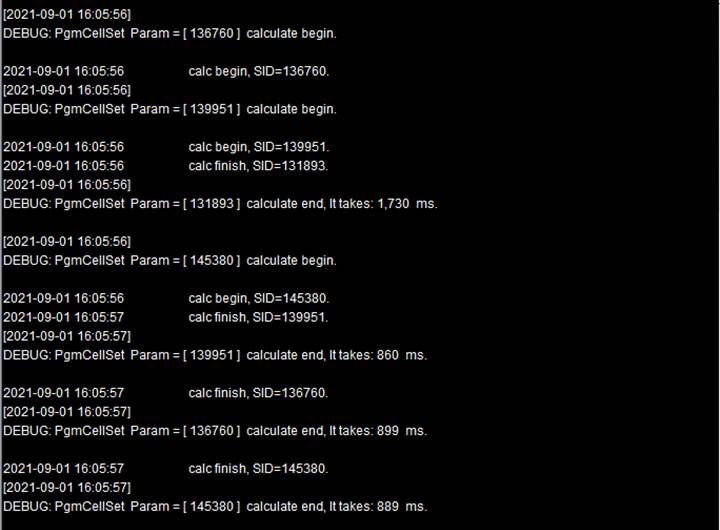 [2021-09-01 16:05:56]
DEBUG: PgmCellSet Param = [ 136760 ] calculate begin.
2021-09-01 16:05:56 calc begin, SID=136760.
[2021-09-01 16:05:56]
DEBUG: PgmCellSet Param = [ 139951 ] calculate begin.
2021-09-01 16:05:56 calc begin, SID=139951.
2021-09-01 16:05:56 calc finish, SID=131893.
[2021-09-01 16:05:56]
DEBUG: PgmCellSet Param = [ 131893 ] calculate end, It takes: 1,730 ms.
[2021-09-01 16:05:56]
DEBUG: PgmCellSet Param = [ 145380 ] calculate begin.
2021-09-01 16:05:56 calc begin, SID=145380.
2021-09-01 16:05:57 calc finish, SID=139951.
[2021-09-01 16:05:57]
DEBUG: PgmCellSet Param = [ 139951 ] calculate end, It takes: 860 ms.
2021-09-01 16:05:57 calc finish, SID=136760.
[2021-09-01 16:05:57]
DEBUG: PgmCellSet Param = [ 136760 ] calculate end, It takes: 899 ms.
2021-09-01 16:05:57 calc finish, SID=145380.
[2021-09-01 16:05:57]
DEBUG: PgmCellSet Param = [ 145380 ] calculate end, It takes: 889 ms.